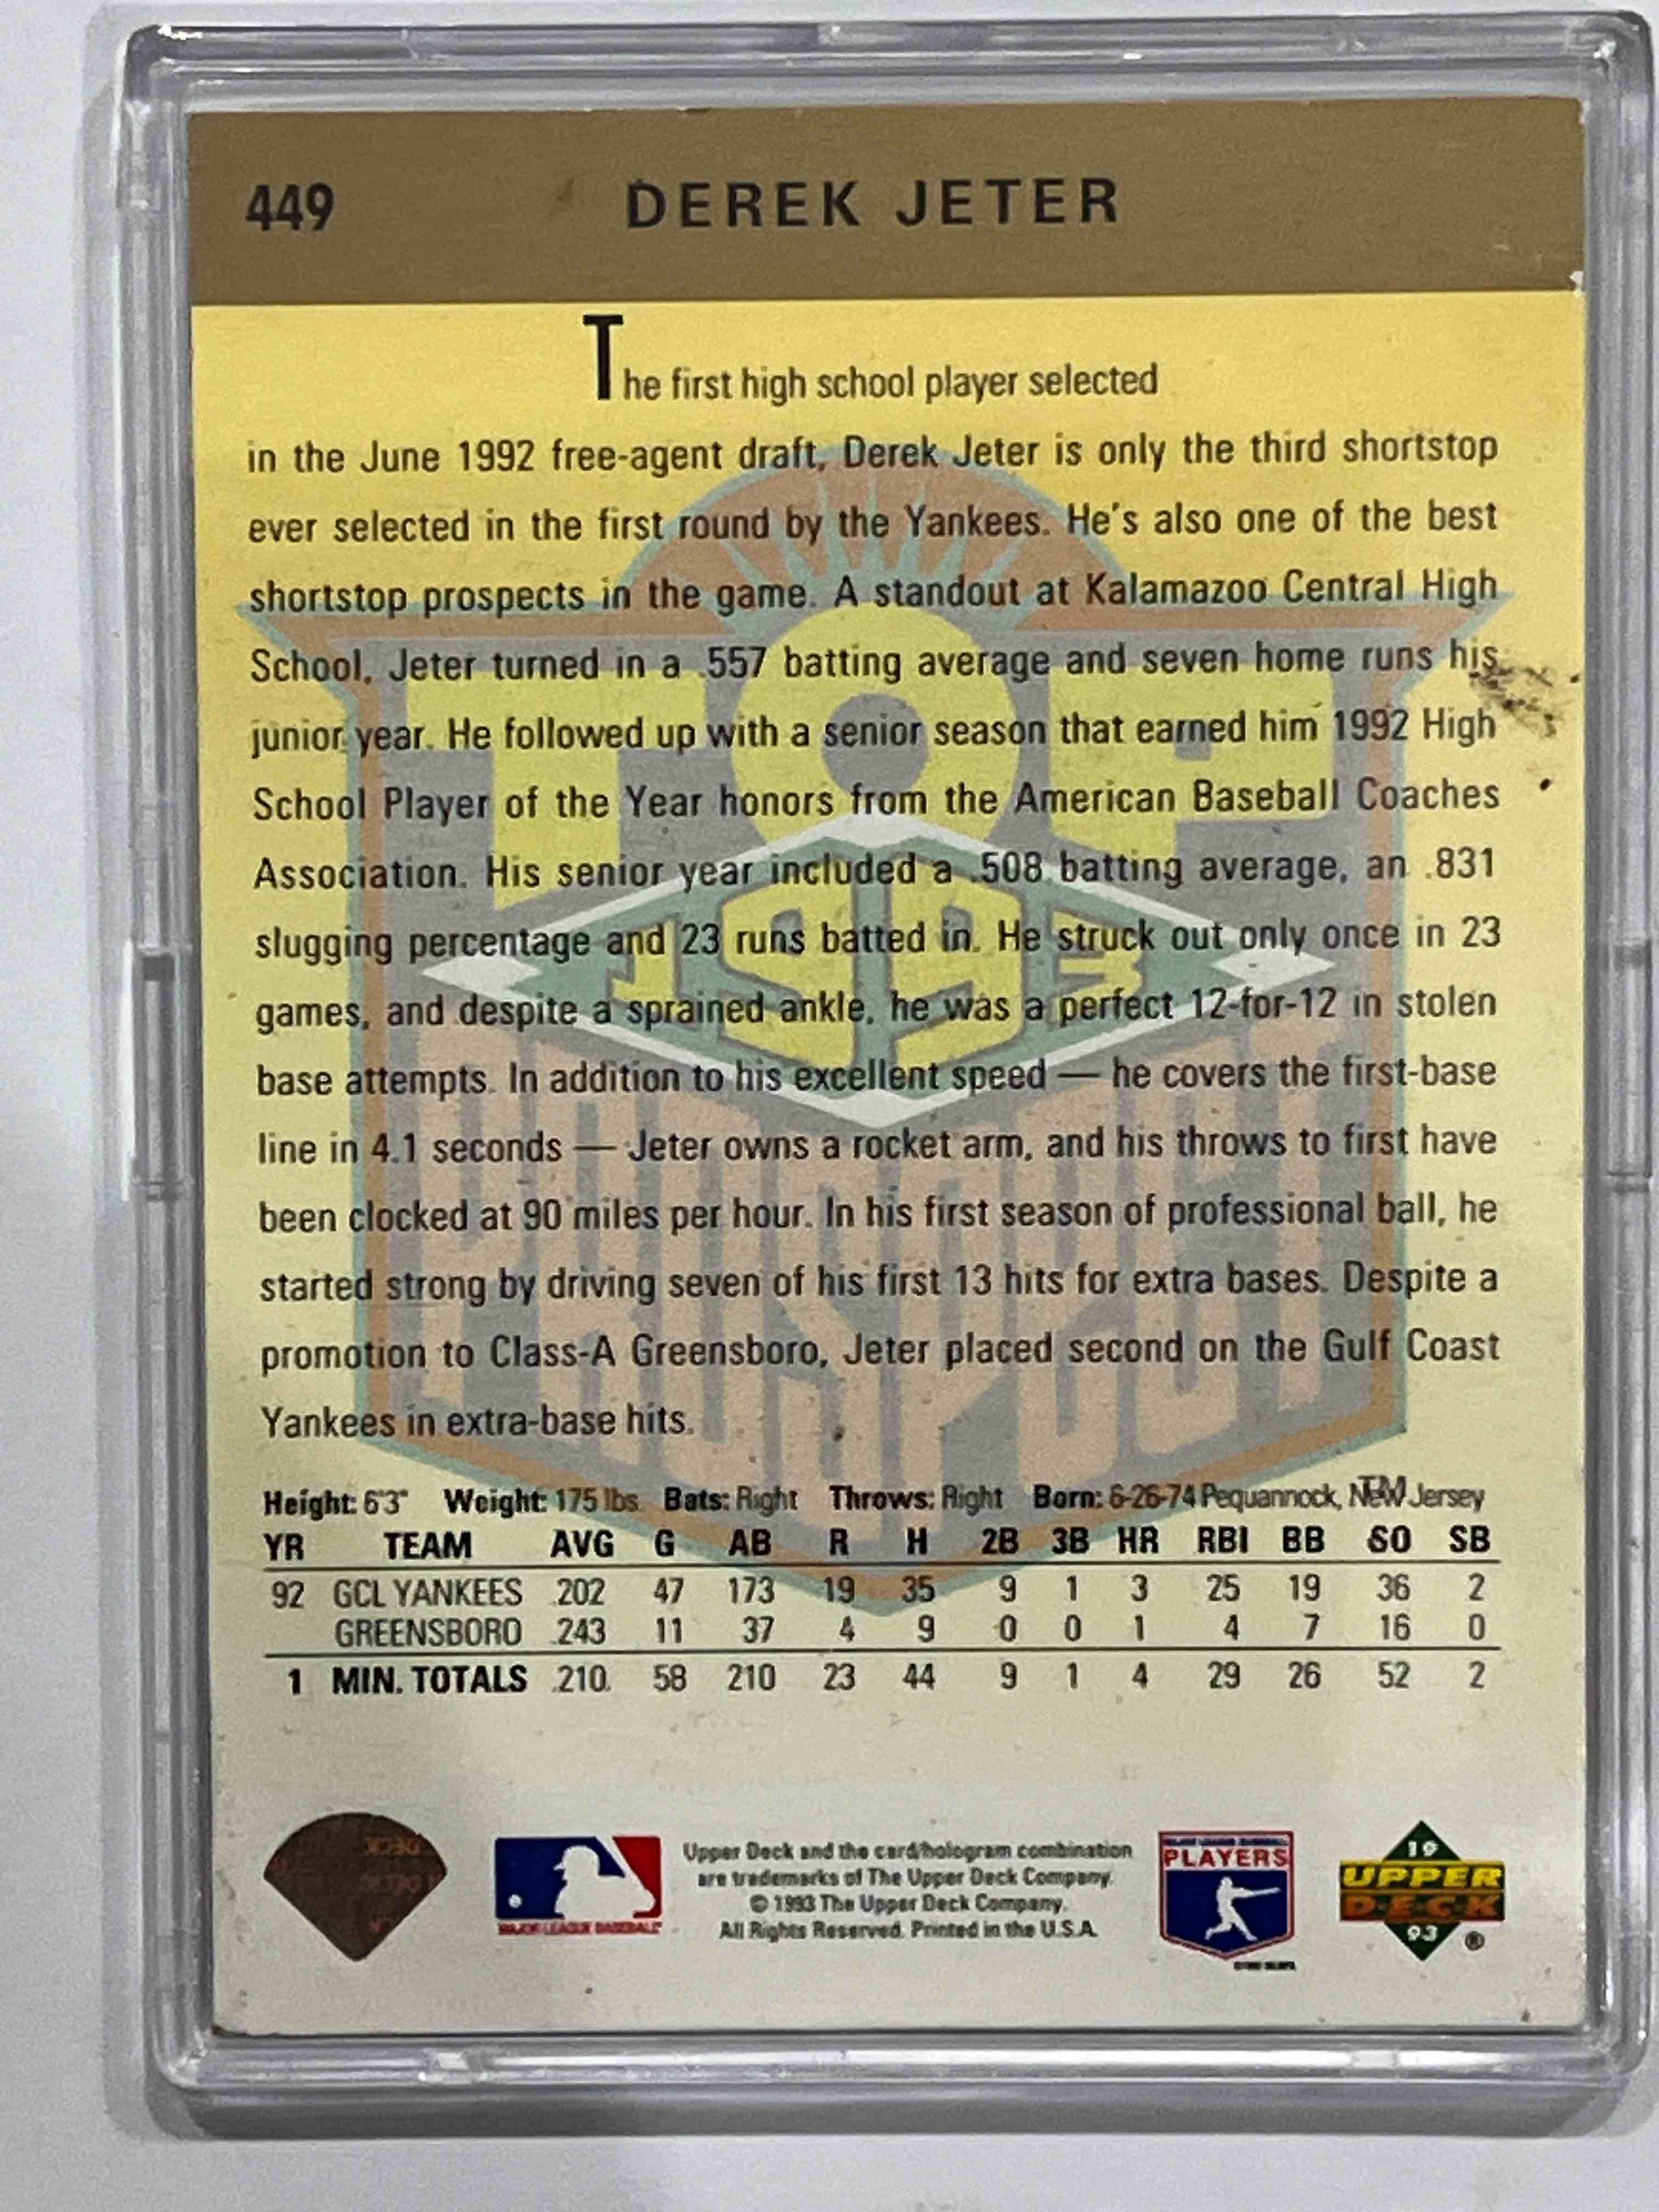 449 DEREK JETER
The first high school player selected
in the June 1992 free-agent draft, Derek Jeter is only the third shortstop
ever selected in the first round by the Yankees. He's also one of the best
shortstop prospects in the game. A standout at Kalamazoo Central High
School, Jeter turned in a .557 batting average and seven home runs his
junior year. He followed up with a senior season that earned him 1992 High
School Player of the Year honors from the American Baseball Coaches
Association. His senior year included a .508 batting average, an .831
slugging percentage and 23 runs batted in. He struck out only once in 23
games, and despite a sprained ankle, he was a perfect 12-for-12 in stolen
base attempts. In addition to his excellent speed — he covers the first-base
line in 4.1 seconds — Jeter owns a rocket arm, and his throws to first have
been clocked at 90 miles per hour. In his first season of professional ball, he
started strong by driving seven of his first 13 hits for extra bases. Despite a
promotion to Class-A Greensboro, Jeter placed second on the Gulf Coast
Yankees in extra-base hits.
TOP
1993
PROSPECT
TM
Height: 6'3" Weight: 175 lbs. Bats: Right Throws: Right Born: 6-26-74 Pequannock, New Jersey
YR TEAM AVG G AB R H 2B 3B HR RBI BB SO SB
92 GCL YANKEES .202 47 173 19 35 9 1 3 25 19 36 2
GREENSBORO .243 11 37 4 9 0 0 1 4 7 16 0
1 MIN. TOTALS .210 58 210 23 44 9 1 4 29 26 52 2
MAJOR LEAGUE BASEBALL
Upper Deck and the card/hologram combination
are trademarks of The Upper Deck Company.
© 1993 The Upper Deck Company.
All Rights Reserved. Printed in the U.S.A.
MAJOR LEAGUE BASEBALL
PLAYERS
19
UPPER
DECK
93
®